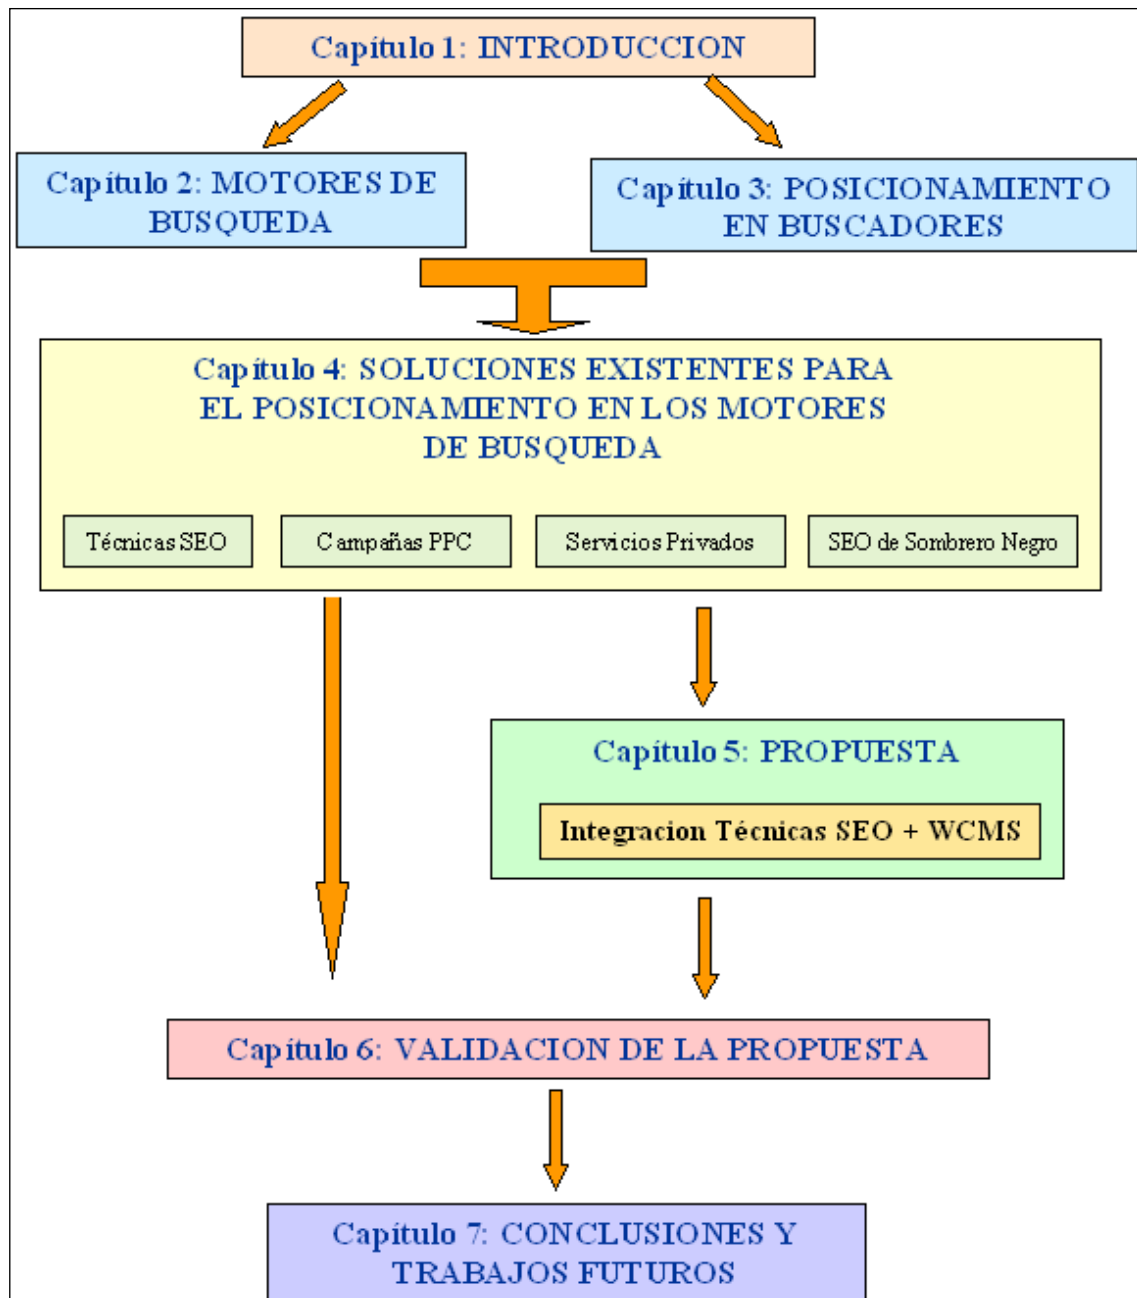 Capítulo 1: INTRODUCCION
Capítulo 2: MOTORES DE
BUSQUEDA
Capítulo 3: POSICIONAMIENTO
EN BUSCADORES
Capítulo 4: SOLUCIONES EXISTENTES PARA
EL POSICIONAMIENTO EN LOS MOTORES
DE BUSQUEDA
Técnicas SEO
Campañas PPC
Servicios Privados
SEO de Sombrero Negro
Capítulo 5: PROPUESTA
Integracion Técnicas SEO + WCMS
Capítulo 6: VALIDACION DE LA PROPUESTA
Capítulo 7: CONCLUSIONES Y
TRABAJOS FUTUROS